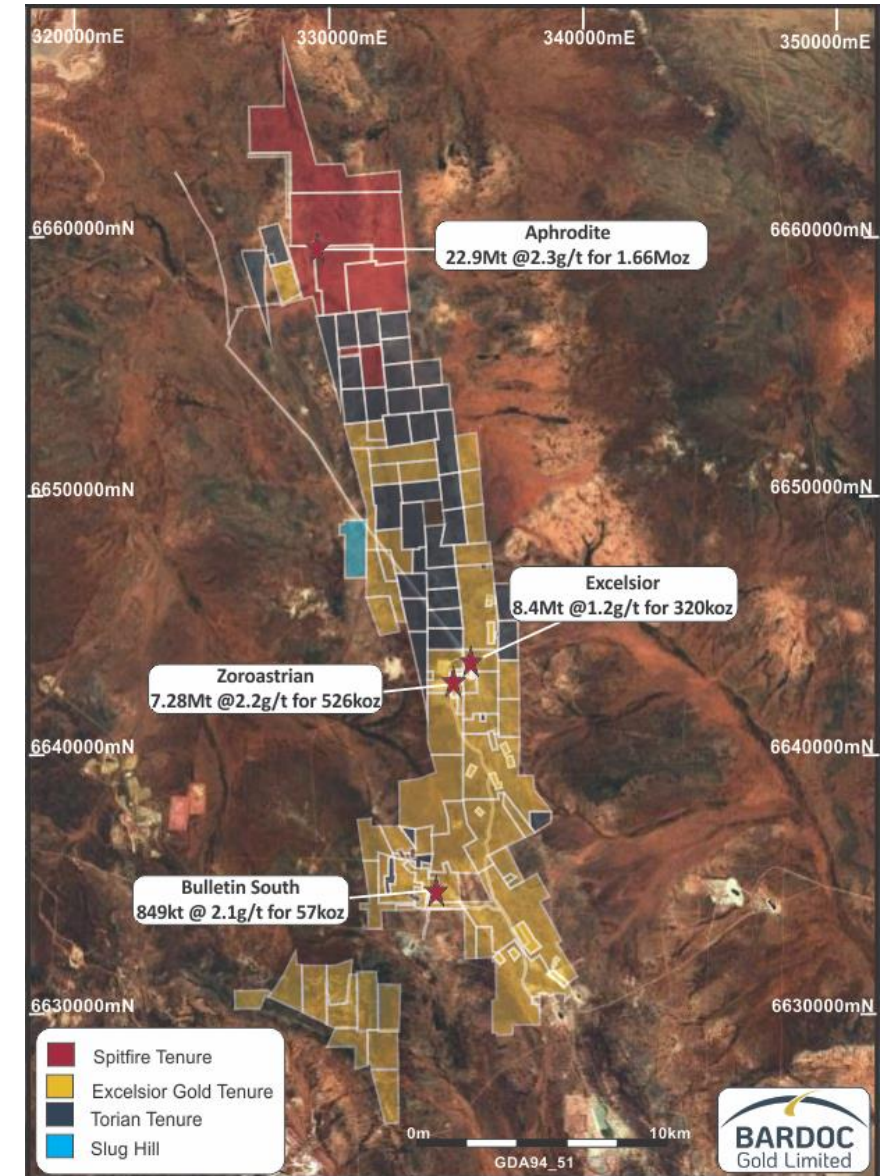 320000mE
330000mE
340000mE
350000mE
6660000mN
6660000mN
Aphrodite
22.9Mt @2.3g/t for 1.66Moz
6650000mN
6650000mN
Excelsior
8.4Mt @1.2g/t for 320koz
Zoroastrian
7.28Mt @2.2g/t for 526koz
6640000mN
6640000mN
Bulletin South
849kt @ 2.1g/t for 57koz
6630000mN
6630000mN
Spitfire Tenure
Excelsior Gold Tenure
Torian Tenure
Slug Hill
0m
10km
GDA94_51
BARDOC
Gold Limited